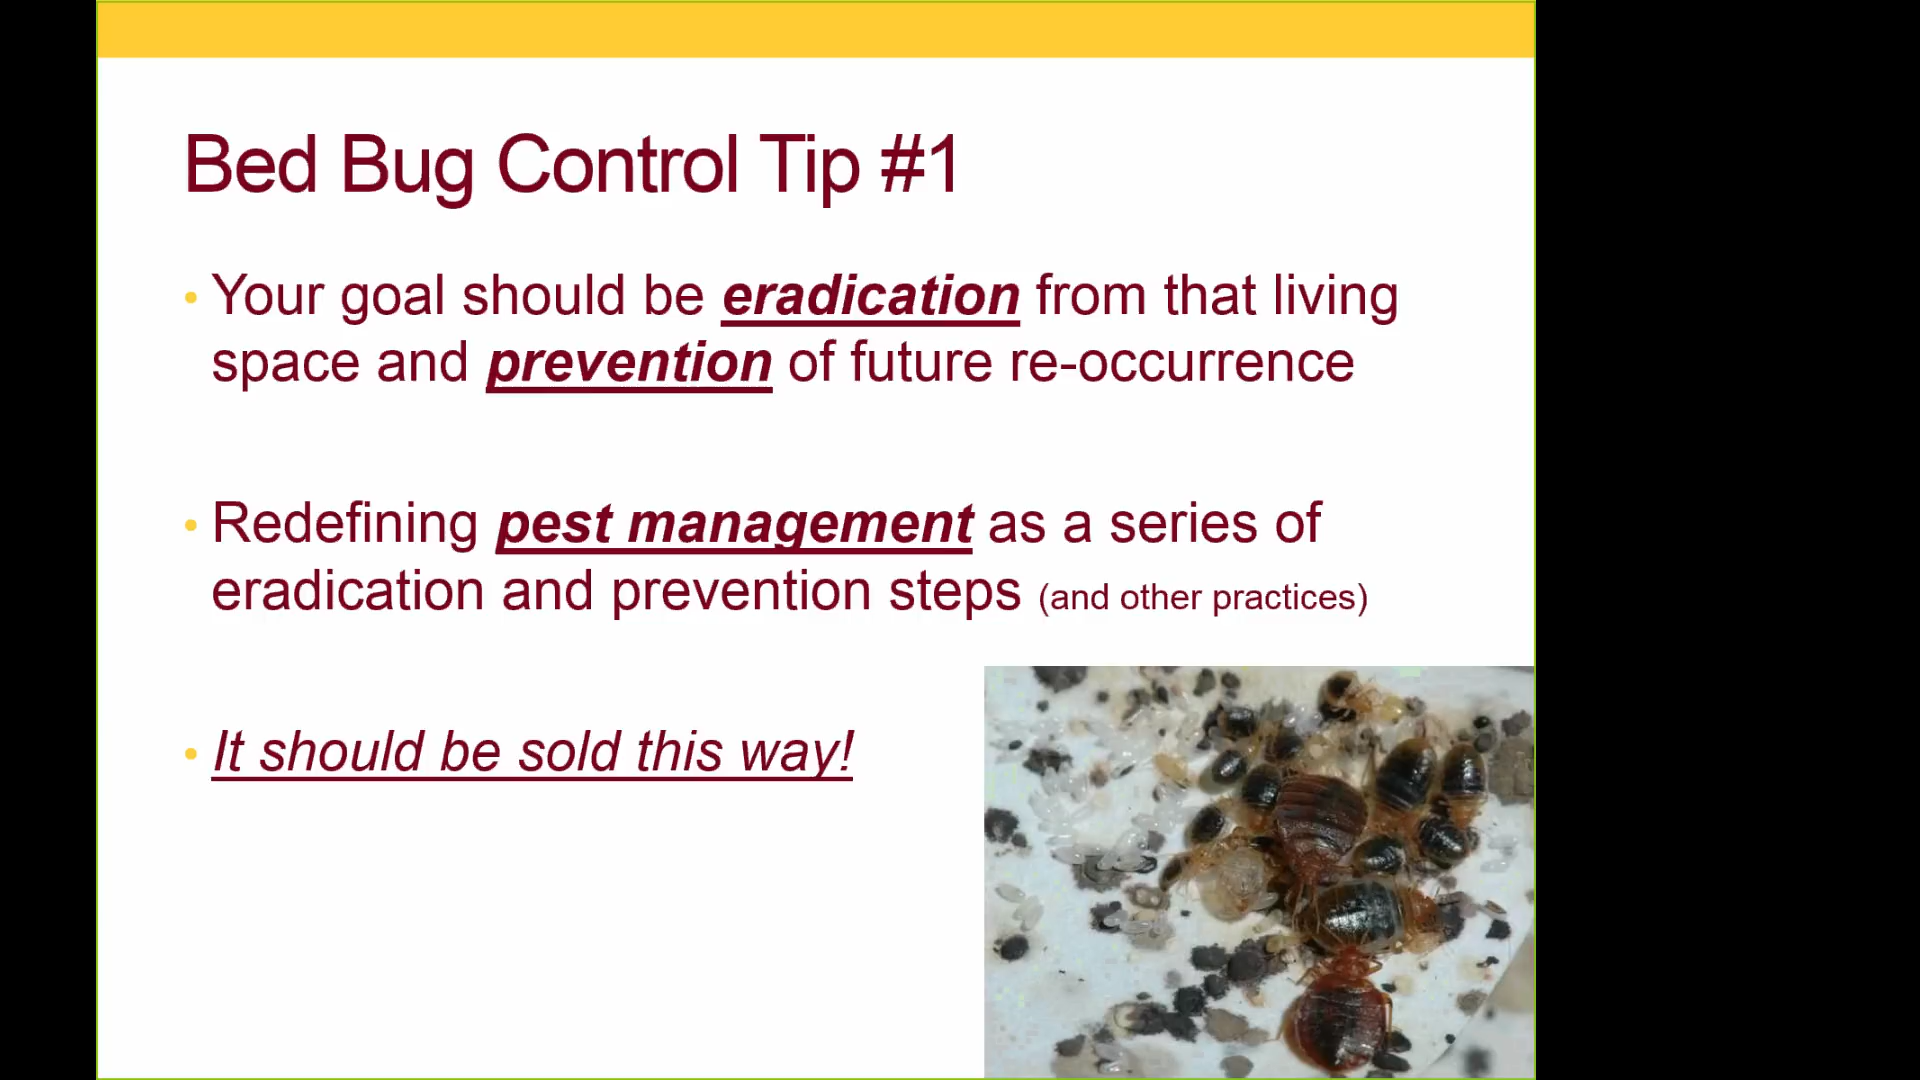 Bed Bug Control Tip #1
• Your goal should be eradication from that living
space and prevention of future re-occurrence
• Redefining pest management as a series of
eradication and prevention steps (and other practices)
• It should be sold this way!